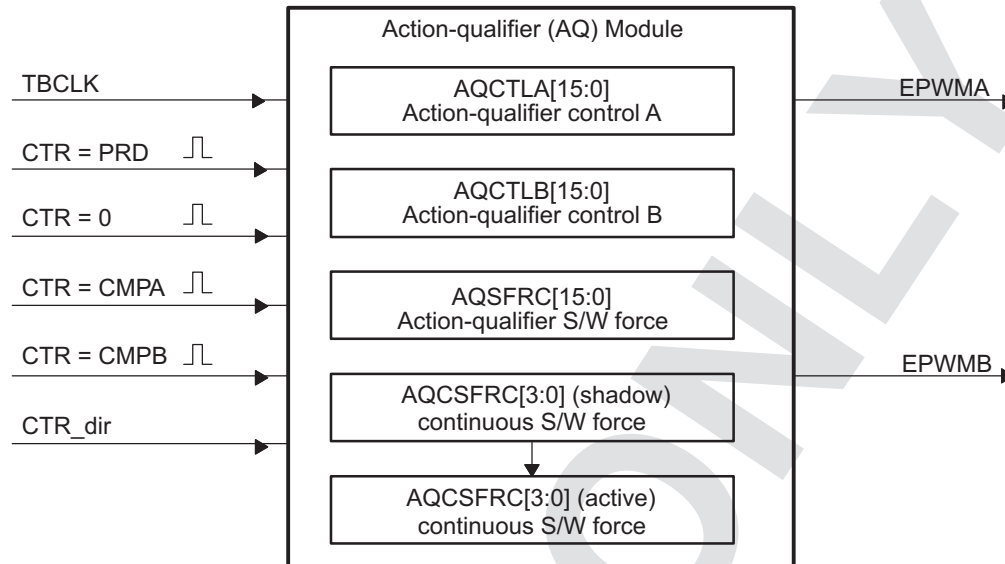 Action-qualifier (AQ) Module
TBCLK
CTR = PRD
CTR = 0
CTR = CMPA
CTR = CMPB
CTR_dir
AQCTLA[15:0]
Action-qualifier control A
AQCTLB[15:0]
Action-qualifier control B
AQSFRC[15:0]
Action-qualifier S/W force
AQCSFRC[3:0] (shadow)
continuous S/W force
AQCSFRC[3:0] (active)
continuous S/W force
EPWMA
EPWMB
ONLY